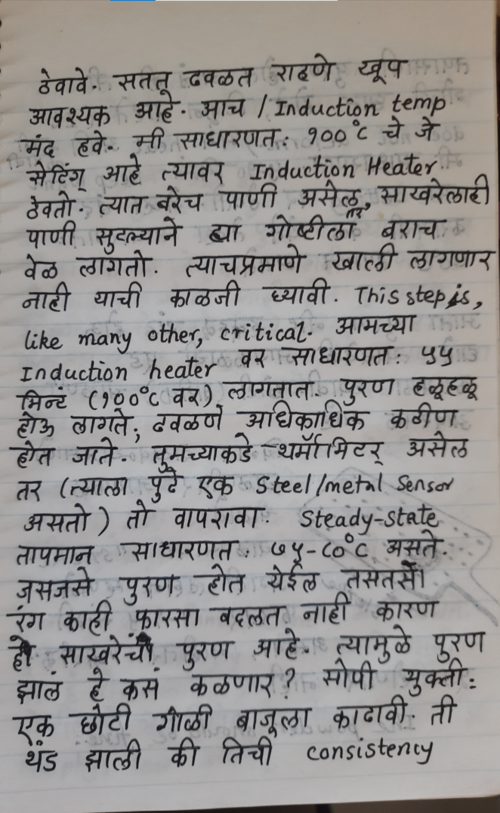 ठेवावे. सतत ढवळत राहणे खूप
आवश्यक आहे. आच / Induction temp
मंद हवे. मी साधारणतः १००°C चे जे
सेटिंग् आहे त्यावर Induction Heater
ठेवतो. त्यात बरेच पाणी असेल तर, साखरेलाही
पाणी सुटल्याने ह्या गोष्टीला बराच
वेळ लागतो. त्याचप्रमाणे खाली लागणार
नाही याची काळजी घ्यावी. This step is,
like many other, critical. आमच्या
Induction heater वर साधारणतः ५५
मिन्टं (१००°C वर) लागतात. पुरण हळूहळू
होऊ लागते; ढवळणे अधिकाधिक कठीण
होत जाते. तुमच्याकडे थर्मामिटर् असेल
तर (त्याला पुढे एक Steel/metal Sensor
असतो) तो वापरावा. Steady-state
तापमान साधारणतः ७५-८०°C असते.
जसजसे पुरण होत येईल तसतसे
रंग काही फारसा बदलत नाही कारण
हे साखरेचं पुरण आहे. त्यामुळे पुरण
झालं हे कसं कळणार? सोपी युक्ती:
एक छोटी गोळी बाजूला काढावी. ती
थंड झाली की तिची consistency